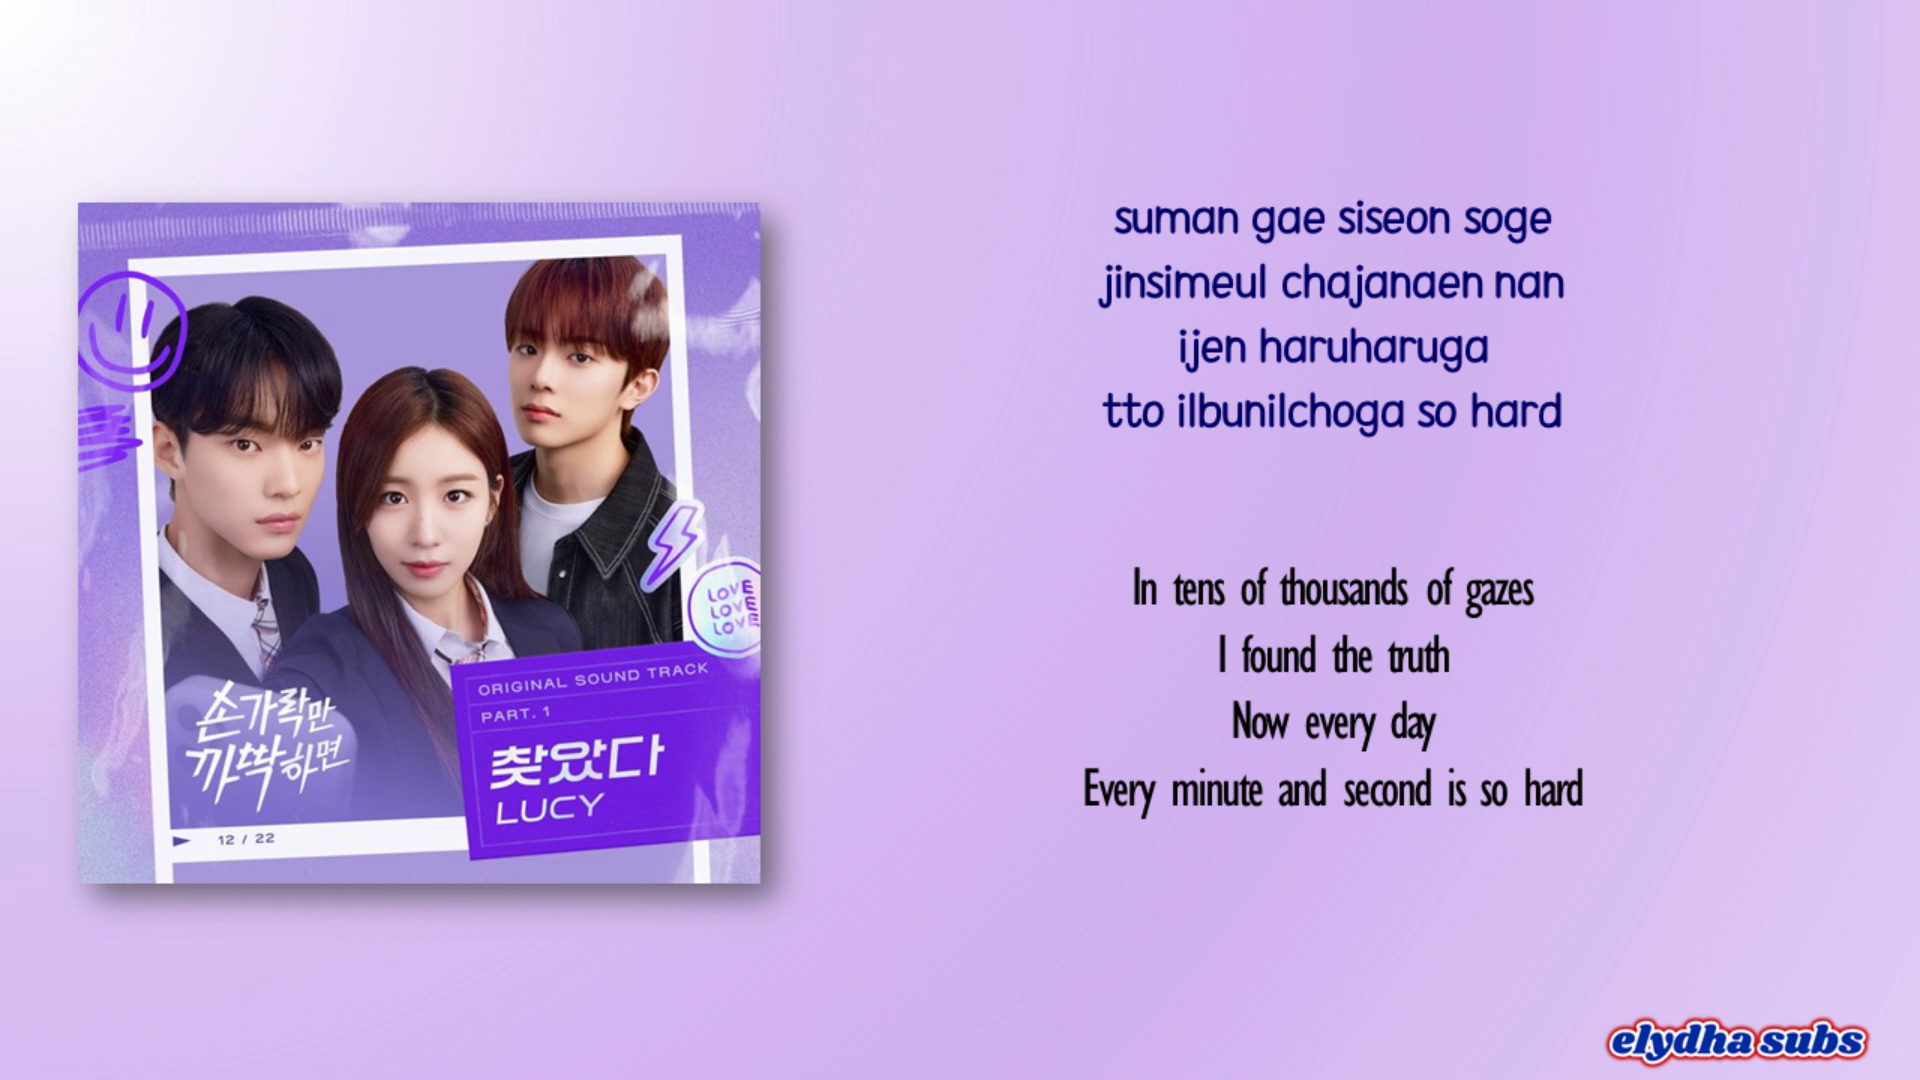 손가락만
까딱하면
12 / 22
ORIGINAL SOUND TRACK
PART. 1
찾았다
LUCY
LOVE
LOVE
LOVE
suman gae siseon soge
jinsimeul chajanaen nan
ijen haruharuga
tto ilbunilchoga so hard
In tens of thousands of gazes
I found the truth
Now every day
Every minute and second is so hard
elydha subs